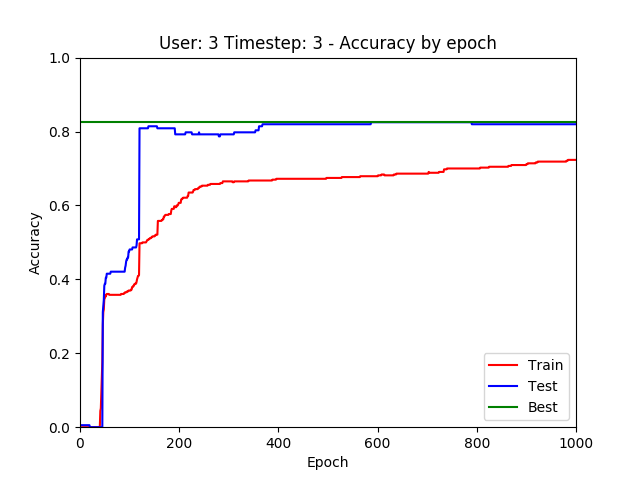 User: 3 Timestep: 3 - Accuracy by epoch
1.0
0.8
0.6
0.4
0.2
0.0
Accuracy
0 200 400 600 800 1000
Epoch
Train
Test
Best